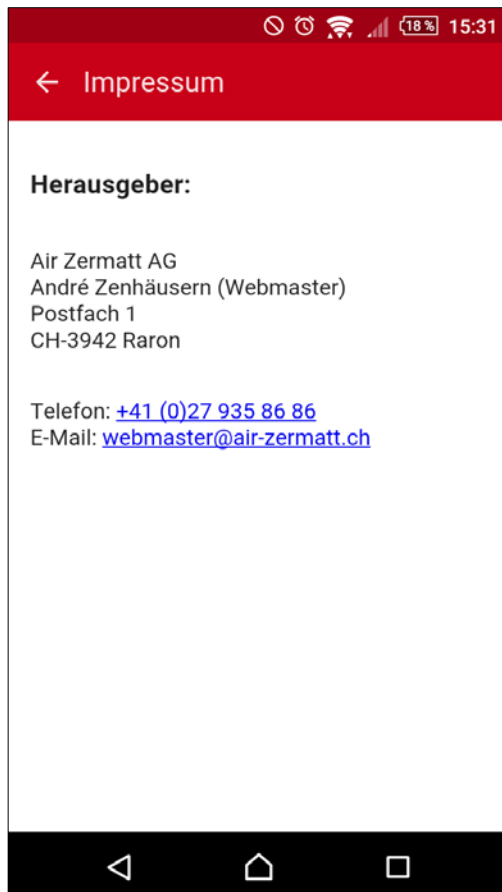 18% 15:31
Impressum
Herausgeber:
Air Zermatt AG
André Zenhäusern (Webmaster)
Postfach 1
CH-3942 Raron
Telefon: +41 (0)27 935 86 86
E-Mail: webmaster@air-zermatt.ch